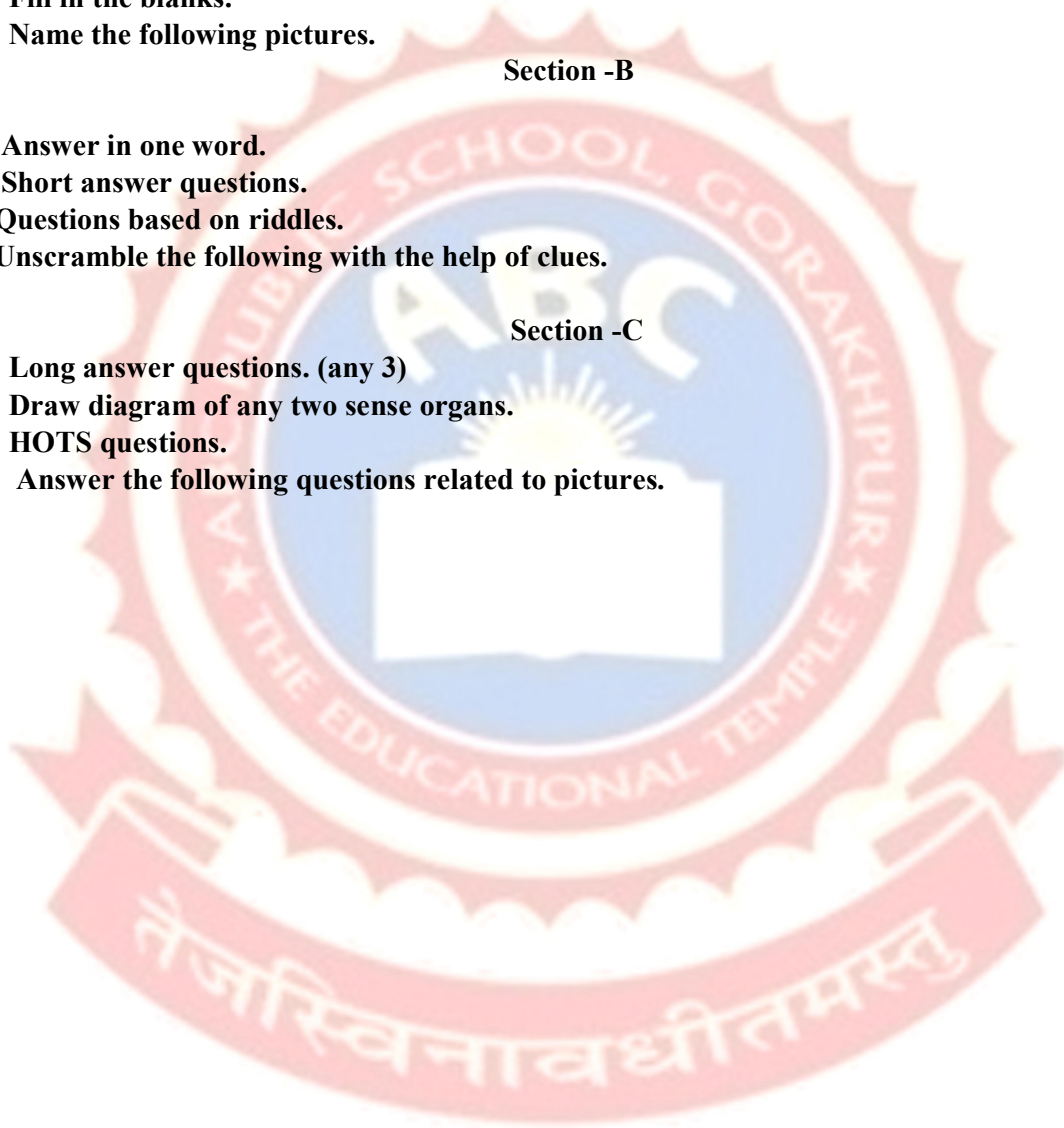 Fill in the blanks.
Name the following pictures.
Section -B
Answer in one word.
Short answer questions.
Questions based on riddles.
Unscramble the following with the help of clues.
Section -C
Long answer questions. (any 3)
Draw diagram of any two sense organs.
HOTS questions.
Answer the following questions related to pictures.
ABC PUBLIC SCHOOL, GORAKHPUR
ABC
★ THE EDUCATIONAL TEMPLE ★
तेजस्विनावधीतमस्तु